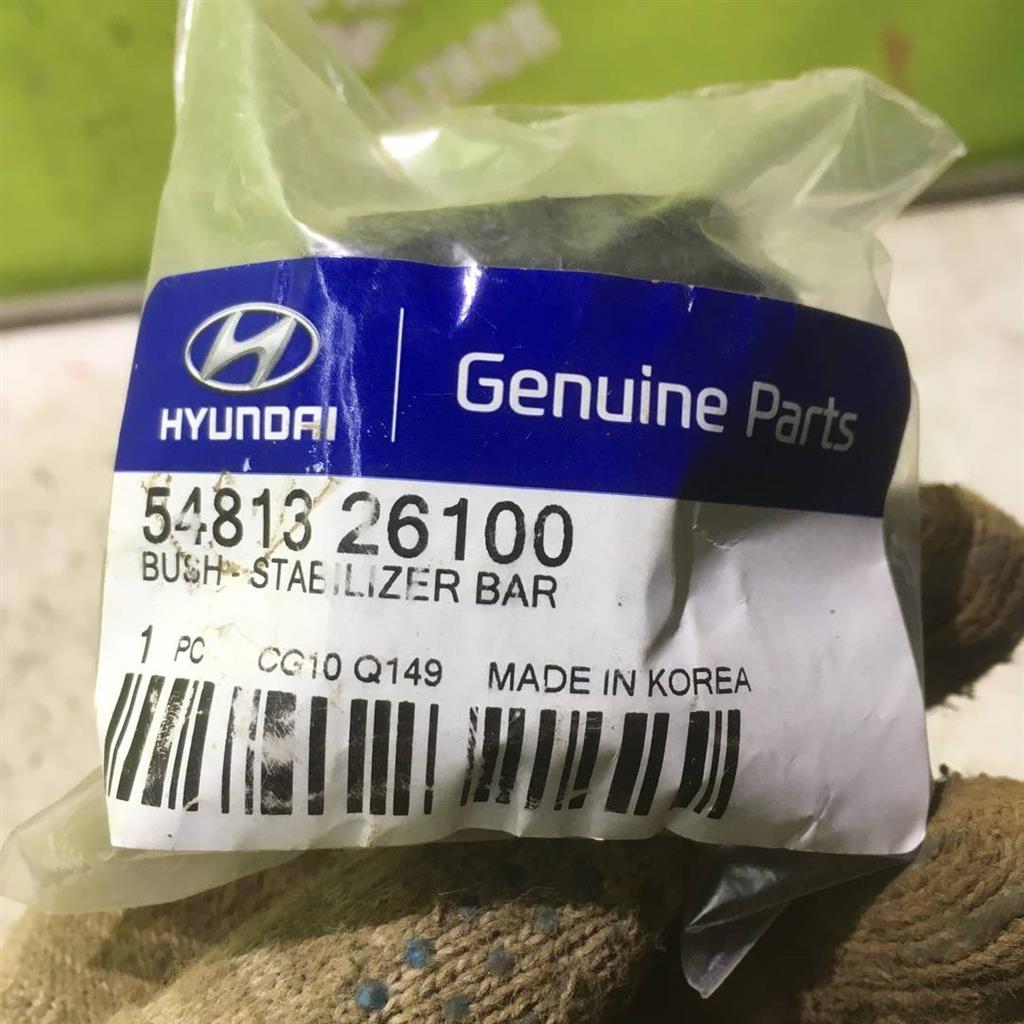 HYUNDAI
Genuine Parts
54813 26100
BUSH - STABILIZER BAR
1 PC CG10 Q149 MADE IN KOREA